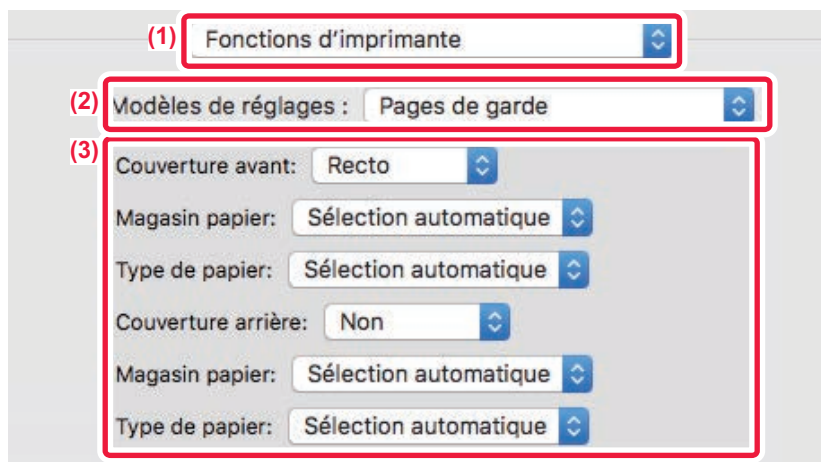 (1) Fonctions d'imprimante
(2) Modèles de réglages : Pages de garde
(3)
Couverture avant: Recto
Magasin papier: Sélection automatique
Type de papier: Sélection automatique
Couverture arrière: Non
Magasin papier: Sélection automatique
Type de papier: Sélection automatique